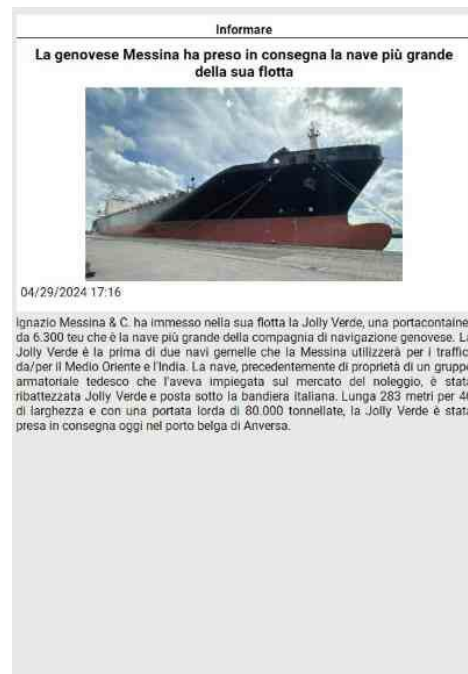 Informare
La genovese Messina ha preso in consegna la nave più grande
della sua flotta
04/29/2024 17:16
Ignazio Messina & C. ha immesso nella sua flotta la Jolly Verde, una portacontainer
da 6.300 teu che è la nave più grande della compagnia di navigazione genovese. La
Jolly Verde è la prima di due navi gemelle che la Messina utilizzerà per i traffici
da/per il Medio Oriente e l'India. La nave, precedentemente di proprietà di un gruppo
armatoriale tedesco che l'aveva impiegata sul mercato del noleggio, è stata
ribattezzata Jolly Verde e posta sotto la bandiera italiana. Lunga 283 metri per 40
di larghezza e con una portata lorda di 80.000 tonnellate, la Jolly Verde è stata
presa in consegna oggi nel porto belga di Anversa.